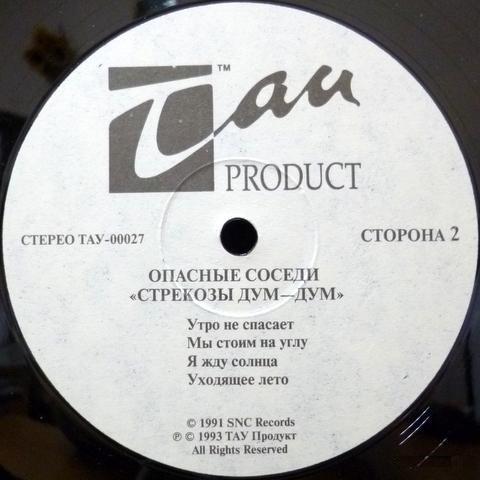 Тау™
PRODUCT
СТЕРЕО ТАУ-00027
СТОРОНА 2
ОПАСНЫЕ СОСЕДИ
«СТРЕКОЗЫ ДУМ—ДУМ»
Утро не спасает
Мы стоим на углу
Я жду солнца
Уходящее лето
© 1991 SNC Records
℗ © 1993 ТАУ Продукт
All Rights Reserved